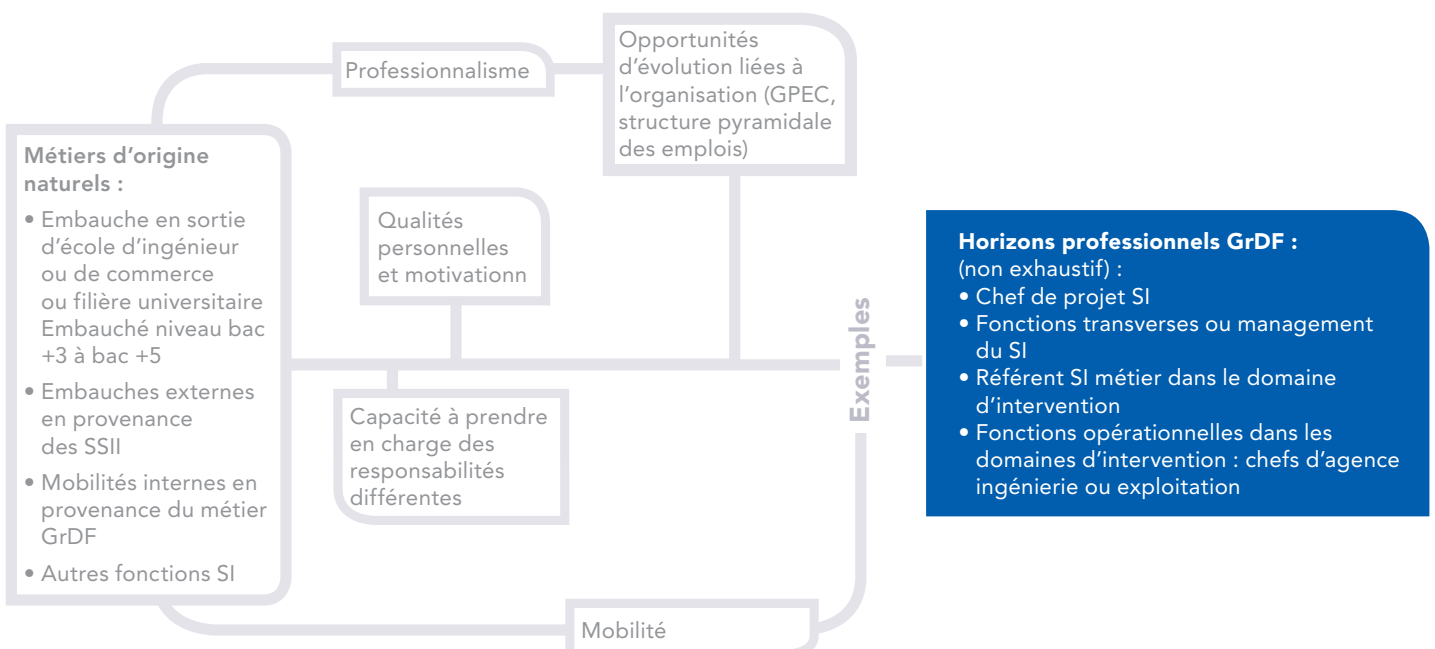 Professionnalisme
Opportunités
d'évolution liées à
l'organisation (GPEC,
structure pyramidale
des emplois)
Métiers d'origine
naturels :
• Embauche en sortie
d'école d'ingénieur
ou de commerce
ou filière universitaire
Embauché niveau bac
+3 à bac +5
• Embauches externes
en provenance
des SSII
• Mobilités internes en
provenance du métier
GrDF
• Autres fonctions SI
Qualités
personnelles
et motivationn
Capacité à prendre
en charge des
responsabilités
différentes
Mobilité
Exemples
Horizons professionnels GrDF :
(non exhaustif) :
• Chef de projet SI
• Fonctions transverses ou management
du SI
• Référent SI métier dans le domaine
d'intervention
• Fonctions opérationnelles dans les
domaines d'intervention : chefs d'agence
ingénierie ou exploitation